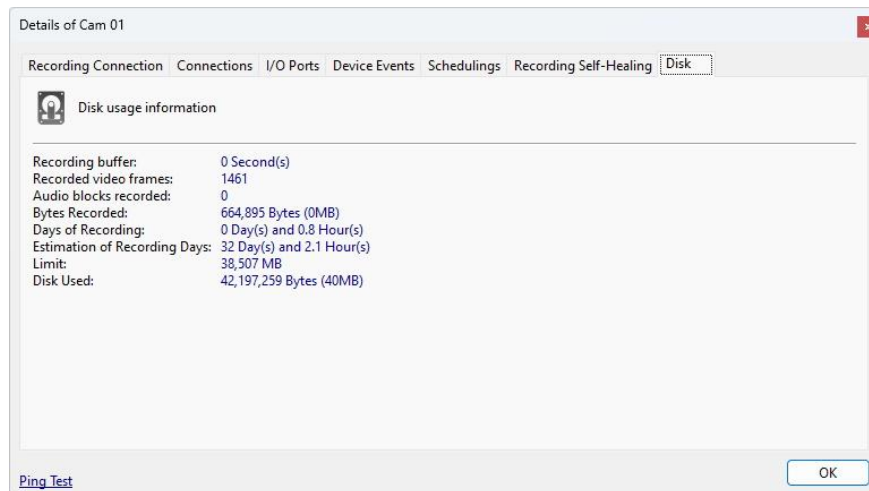 Details of Cam 01
Recording Connection Connections I/O Ports Device Events Schedulings Recording Self-Healing Disk
Disk usage information
Recording buffer: 0 Second(s)
Recorded video frames: 1461
Audio blocks recorded: 0
Bytes Recorded: 664,895 Bytes (0MB)
Days of Recording: 0 Day(s) and 0.8 Hour(s)
Estimation of Recording Days: 32 Day(s) and 2.1 Hour(s)
Limit: 38,507 MB
Disk Used: 42,197,259 Bytes (40MB)
Ping Test OK